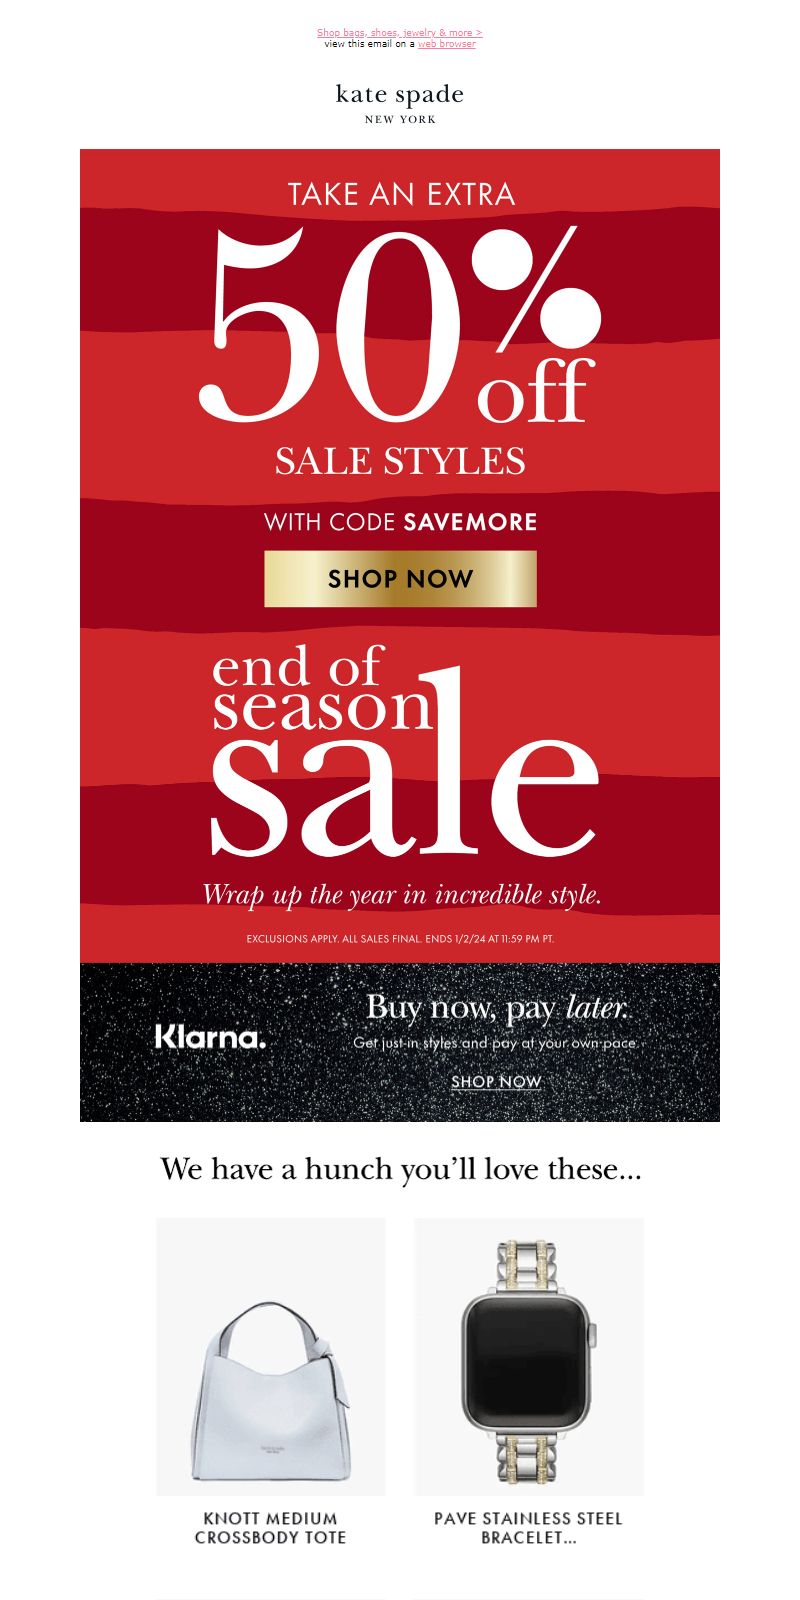 Shop bags, shoes, jewelry & more >
view this email on a web browser
kate spade
NEW YORK
TAKE AN EXTRA
50%
off
SALE STYLES
WITH CODE SAVEMORE
SHOP NOW
end of
season
sale
Wrap up the year in incredible style.
EXCLUSIONS APPLY. ALL SALES FINAL. ENDS 1/2/24 AT 11:59 PM PT.
Klarna.
Buy now, pay later.
Get just-in styles and pay at your own pace.
SHOP NOW
We have a hunch you'll love these...
KNOTT MEDIUM
CROSSBODY TOTE
PAVE STAINLESS STEEL
BRACELET...